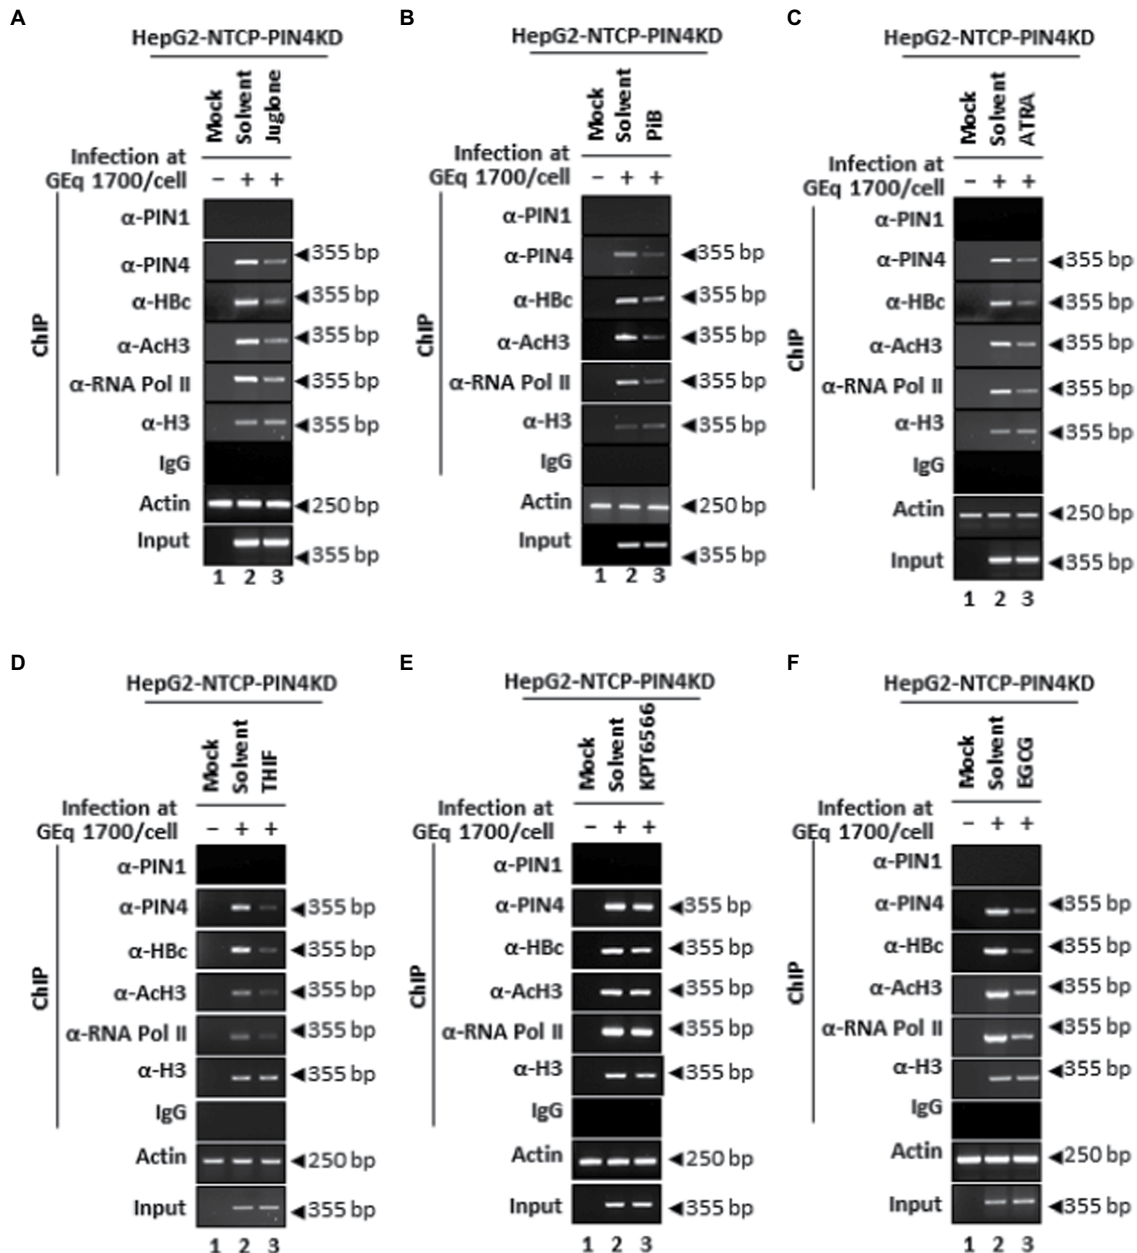 A
HepG2-NTCP-PIN4KD
Mock
Solvent
Juglone
Infection at
GEq 1700/cell
– + +
ChIP
α-PIN1
α-PIN4 ◄355 bp
α-HBc ◄355 bp
α-AcH3 ◄355 bp
α-RNA Pol II ◄355 bp
α-H3 ◄355 bp
IgG
Actin ◄250 bp
Input ◄355 bp
1 2 3
B
HepG2-NTCP-PIN4KD
Mock
Solvent
PiB
Infection at
GEq 1700/cell
– + +
ChIP
α-PIN1
α-PIN4 ◄355 bp
α-HBc ◄355 bp
α-AcH3 ◄355 bp
α-RNA Pol II ◄355 bp
α-H3 ◄355 bp
IgG
Actin ◄250 bp
Input ◄355 bp
1 2 3
C
HepG2-NTCP-PIN4KD
Mock
Solvent
ATRA
Infection at
GEq 1700/cell
– + +
ChIP
α-PIN1
α-PIN4 ◄355 bp
α-HBc ◄355 bp
α-AcH3 ◄355 bp
α-RNA Pol II ◄355 bp
α-H3 ◄355 bp
IgG
Actin ◄250 bp
Input ◄355 bp
1 2 3
D
HepG2-NTCP-PIN4KD
Mock
Solvent
THIF
Infection at
GEq 1700/cell
– + +
ChIP
α-PIN1
α-PIN4 ◄355 bp
α-HBc ◄355 bp
α-AcH3 ◄355 bp
α-RNA Pol II ◄355 bp
α-H3 ◄355 bp
IgG
Actin ◄250 bp
Input ◄355 bp
1 2 3
E
HepG2-NTCP-PIN4KD
Mock
Solvent
KPT6566
Infection at
GEq 1700/cell
– + +
ChIP
α-PIN1
α-PIN4 ◄355 bp
α-HBc ◄355 bp
α-AcH3 ◄355 bp
α-RNA Pol II ◄355 bp
α-H3 ◄355 bp
IgG
Actin ◄250 bp
Input ◄355 bp
1 2 3
F
HepG2-NTCP-PIN4KD
Mock
Solvent
EGCG
Infection at
GEq 1700/cell
– + +
ChIP
α-PIN1
α-PIN4 ◄355 bp
α-HBc ◄355 bp
α-AcH3 ◄355 bp
α-RNA Pol II ◄355 bp
α-H3 ◄355 bp
IgG
Actin ◄250 bp
Input ◄355 bp
1 2 3